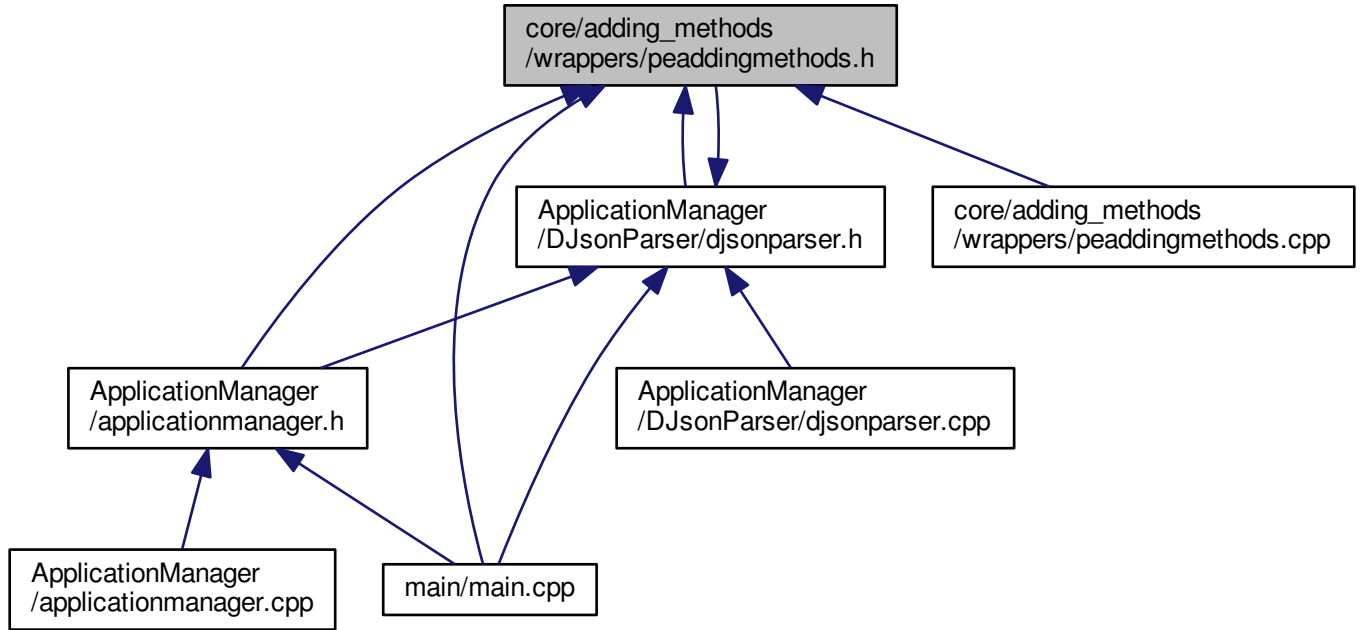 core/adding_methods
/wrappers/peaddingmethods.h
ApplicationManager
/DJsonParser/djsonparser.h
core/adding_methods
/wrappers/peaddingmethods.cpp
ApplicationManager
/applicationmanager.h
ApplicationManager
/DJsonParser/djsonparser.cpp
ApplicationManager
/applicationmanager.cpp
main/main.cpp